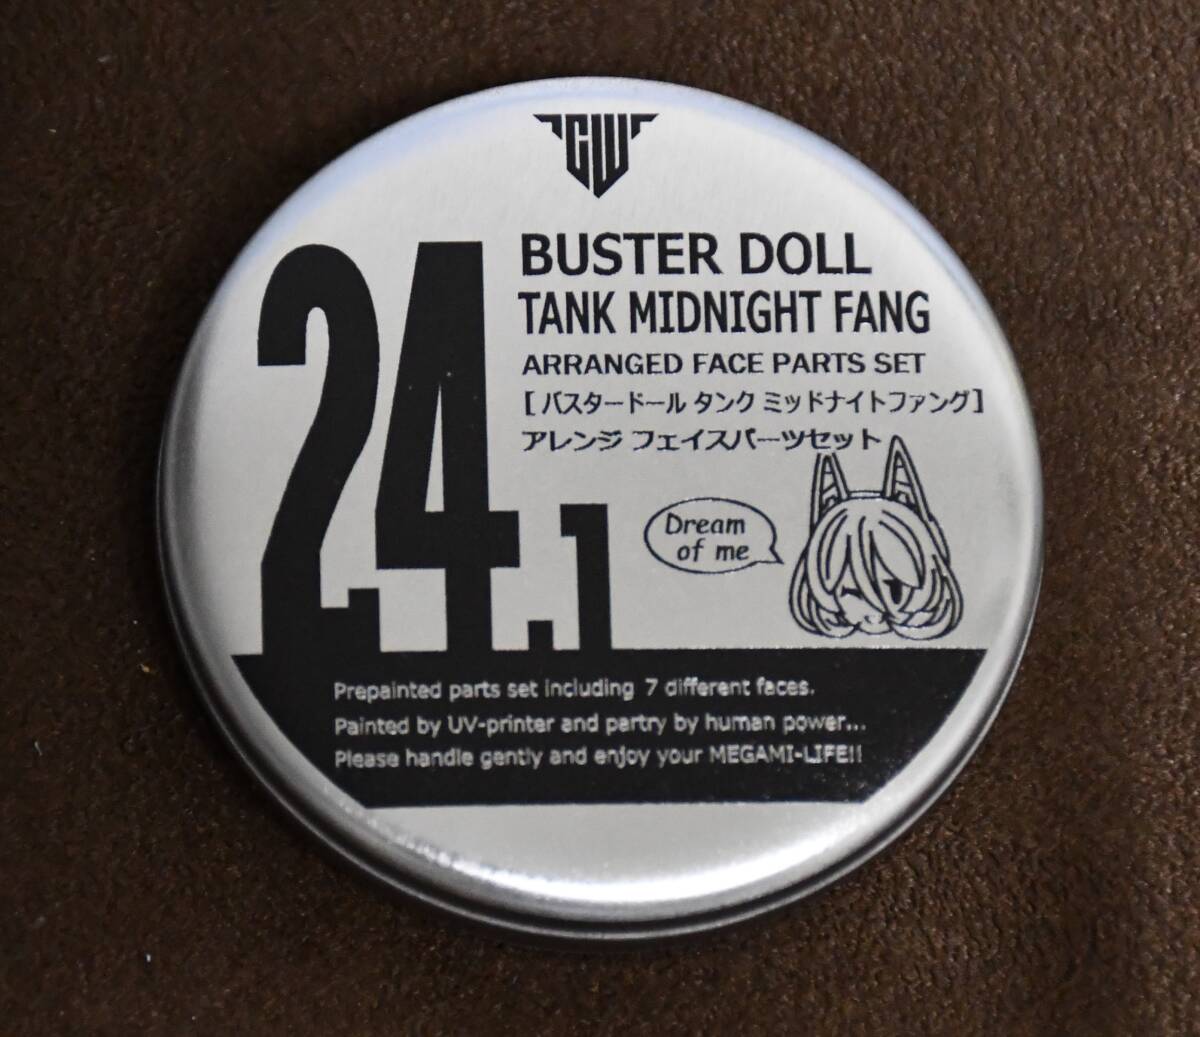 GW
24.1
BUSTER DOLL
TANK MIDNIGHT FANG
ARRANGED FACE PARTS SET
[バスタードール タンク ミッドナイトファング]
アレンジ フェイスパーツセット
Dream
of me
Prepainted parts set including 7 different faces.
Painted by UV-printer and partry by human power...
Please handle gently and enjoy your MEGAMI-LIFE!!